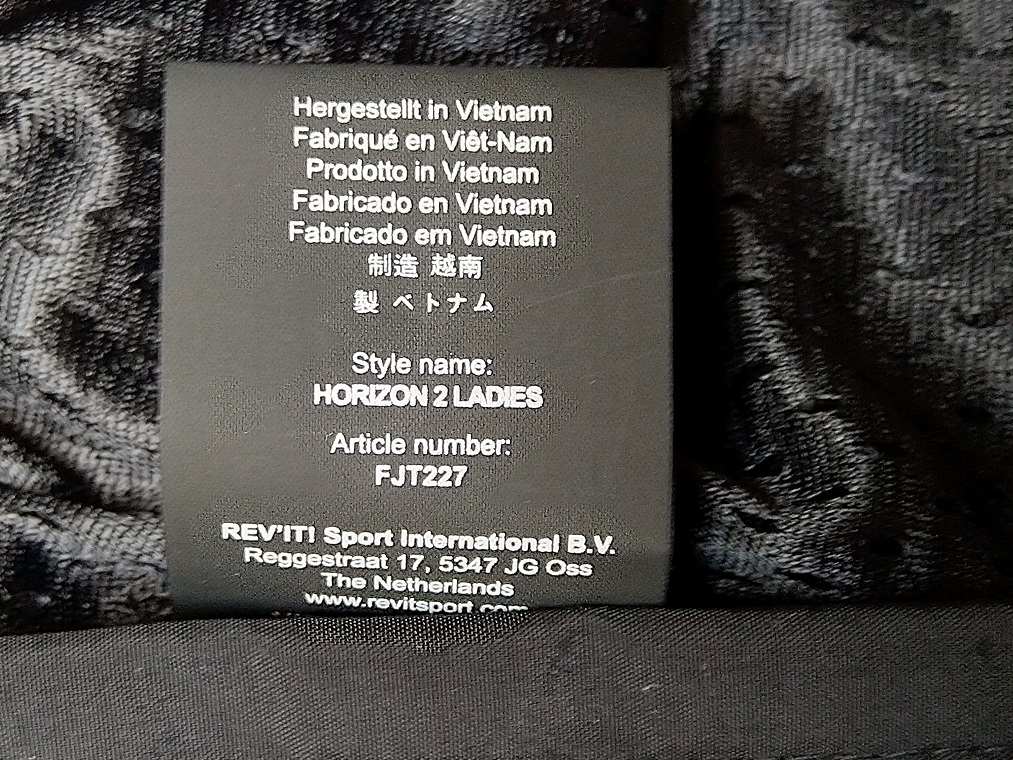 Hergestellt in Vietnam
Fabriqué en Viêt-Nam
Prodotto in Vietnam
Fabricado en Vietnam
Fabricado em Vietnam
制造 越南
製 ベトナム
Style name:
HORIZON 2 LADIES
Article number:
FJT227
REV'IT! Sport International B.V.
Reggestraat 17, 5347 JG Oss
The Netherlands
www.revitsport.com